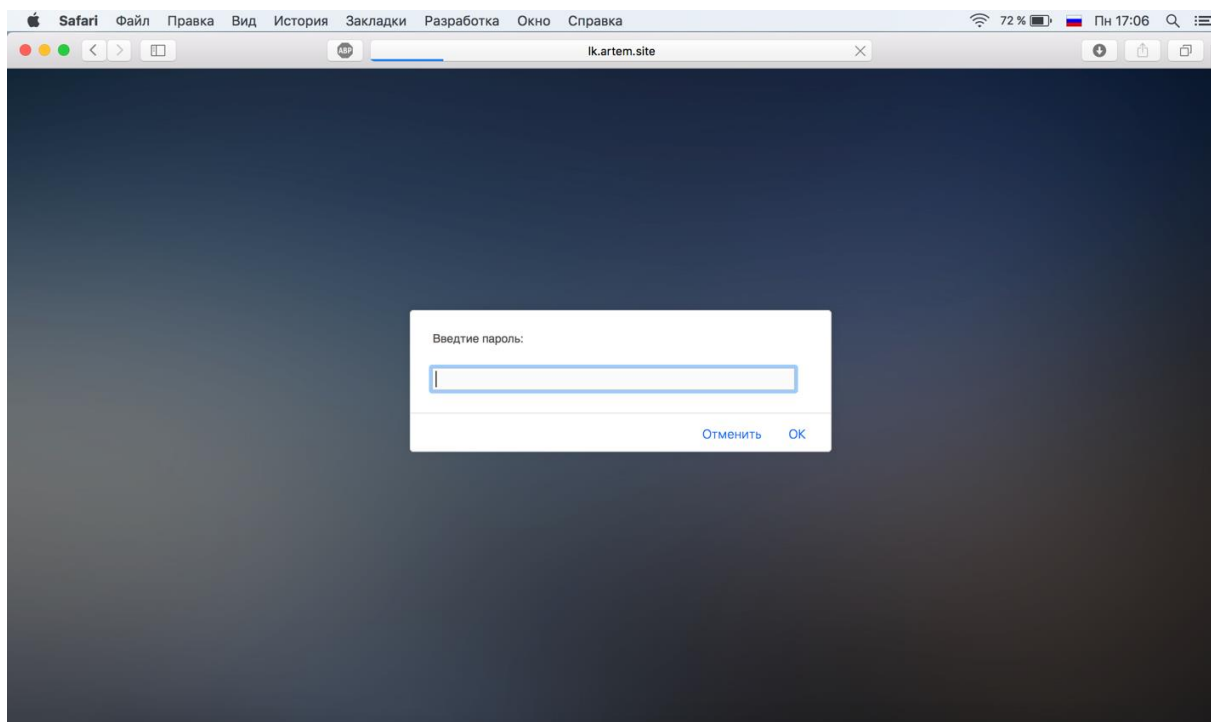 Safari Файл Правка Вид История Закладки Разработка Окно Справка 72 % Пн 17:06
ABP lk.artem.site
Введтие пароль:
Отменить OK